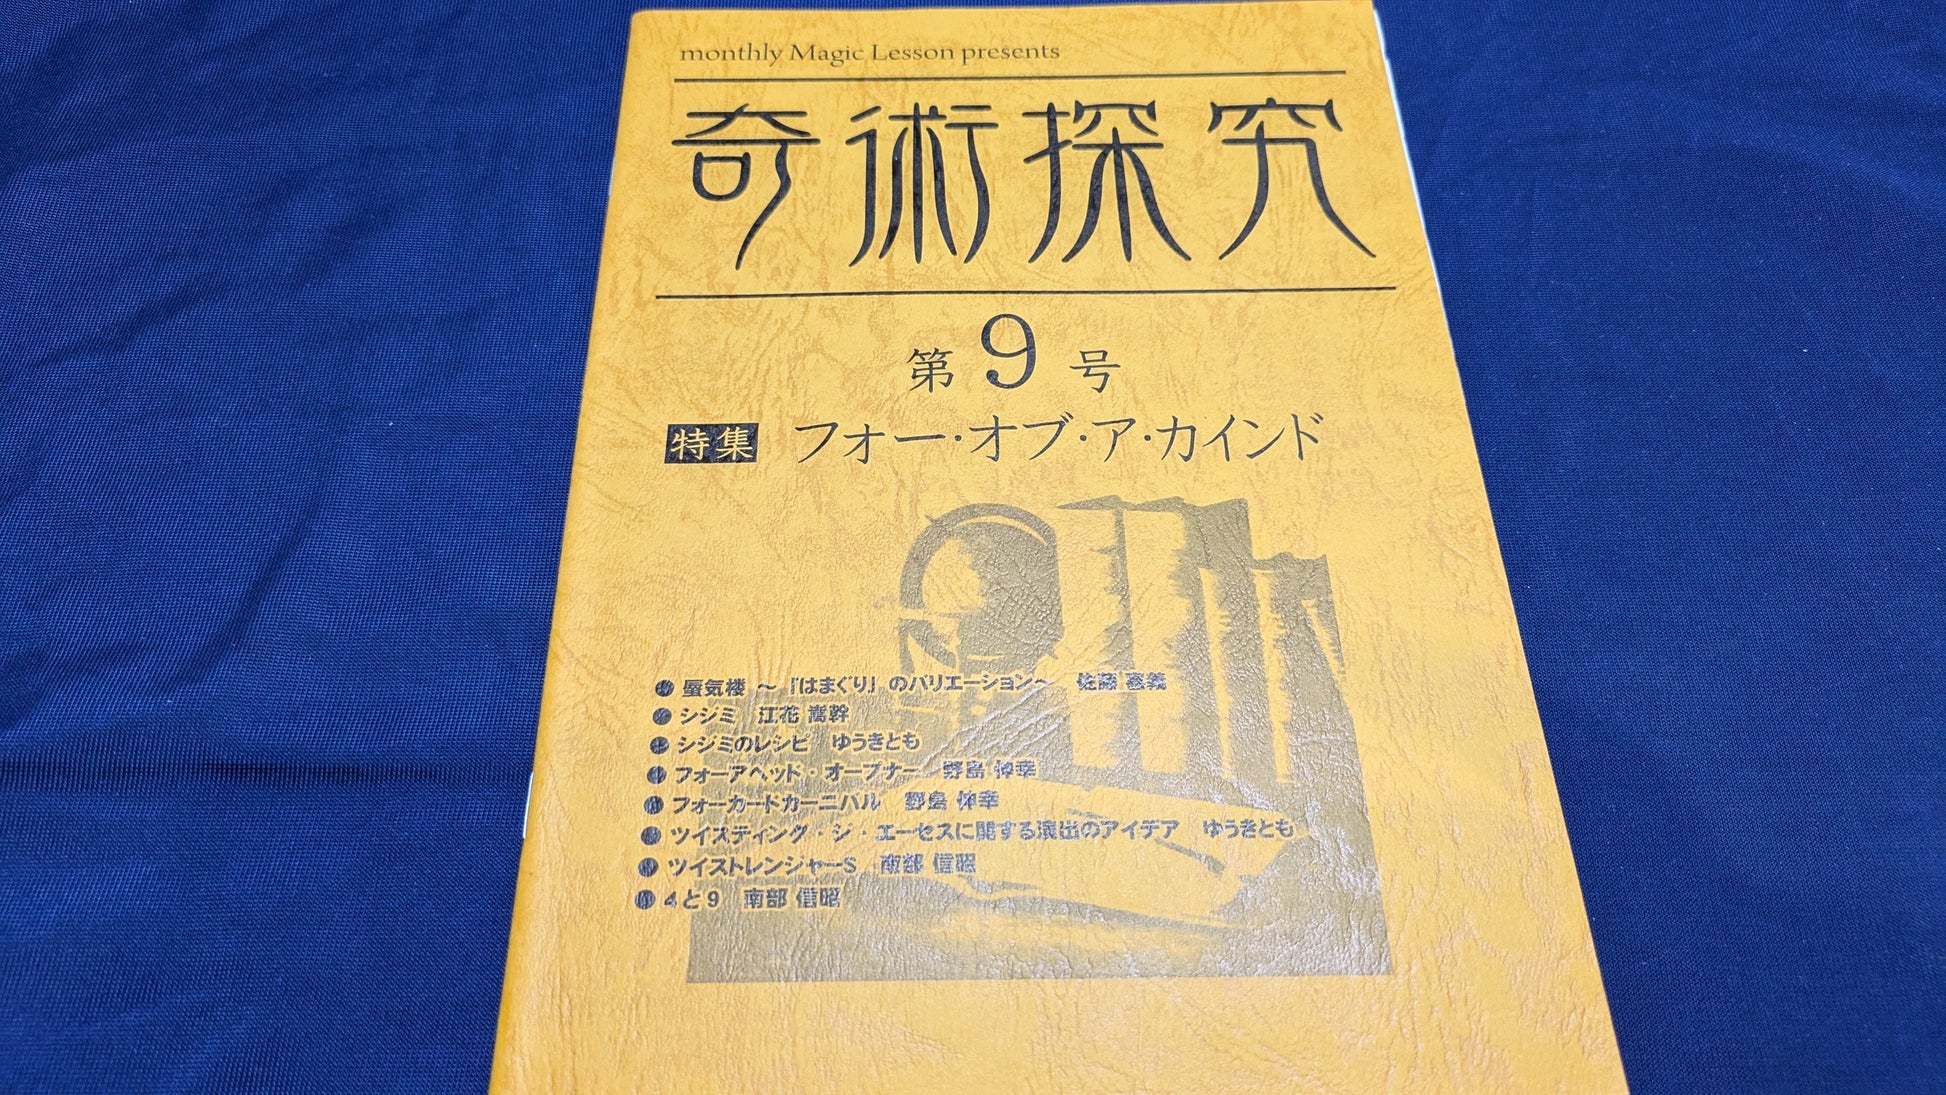 monthly Magic Lesson presents
奇術探究
第9号
特集 フォー・オブ・ア・カインド
蜃気楼 ～『はまぐり』のバリエーション～ 佐藤 喜義
シジミ 江花 嵩幹
シジミのレシピ ゆうきとも
フォーアヘッド・オープナー 野島 伸幸
フォーカードカーニバル 野島 伸幸
ツイスティング・ジ・エーセスに関する演出のアイデア ゆうきとも
ツイストレンジャーS 南部 信昭
4と9 南部 信昭